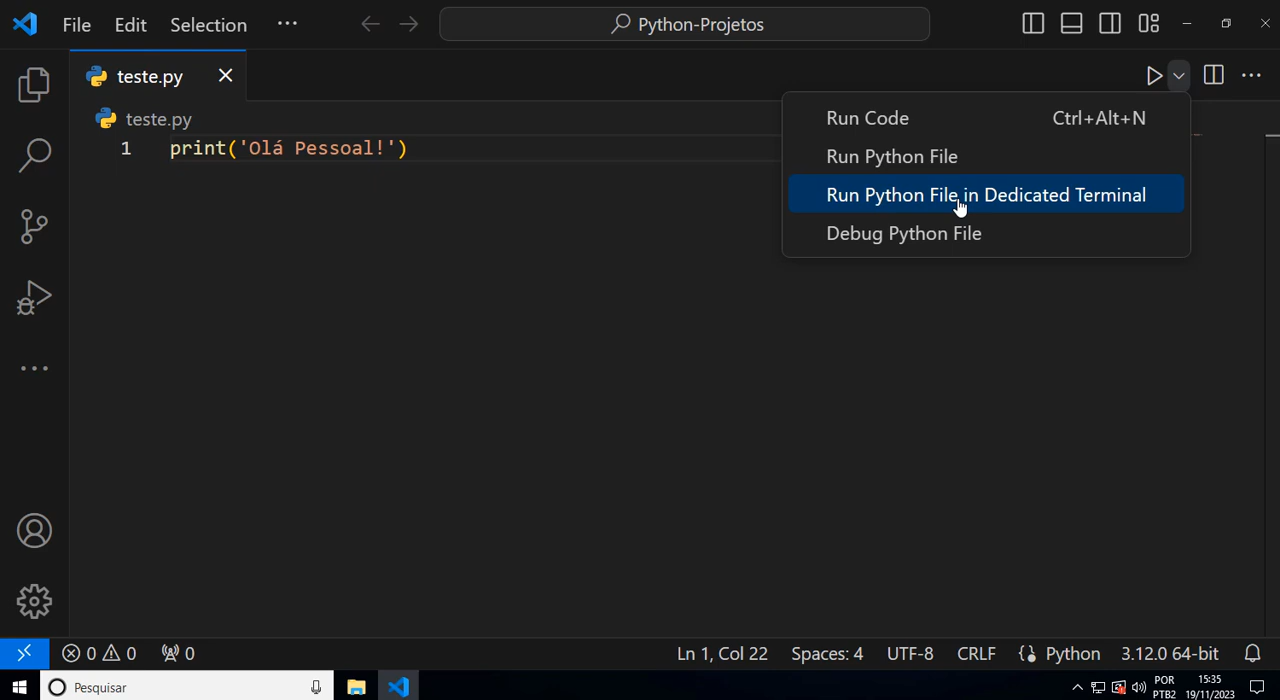 File Edit Selection ··· Python-Projetos
teste.py
teste.py
1 print('Olá Pessoal!')
Run Code Ctrl+Alt+N
Run Python File
Run Python File in Dedicated Terminal
Debug Python File
0 0 0 Ln 1, Col 22 Spaces: 4 UTF-8 CRLF Python 3.12.0 64-bit
Pesquisar
POR
PTB2
15:35
19/11/2023